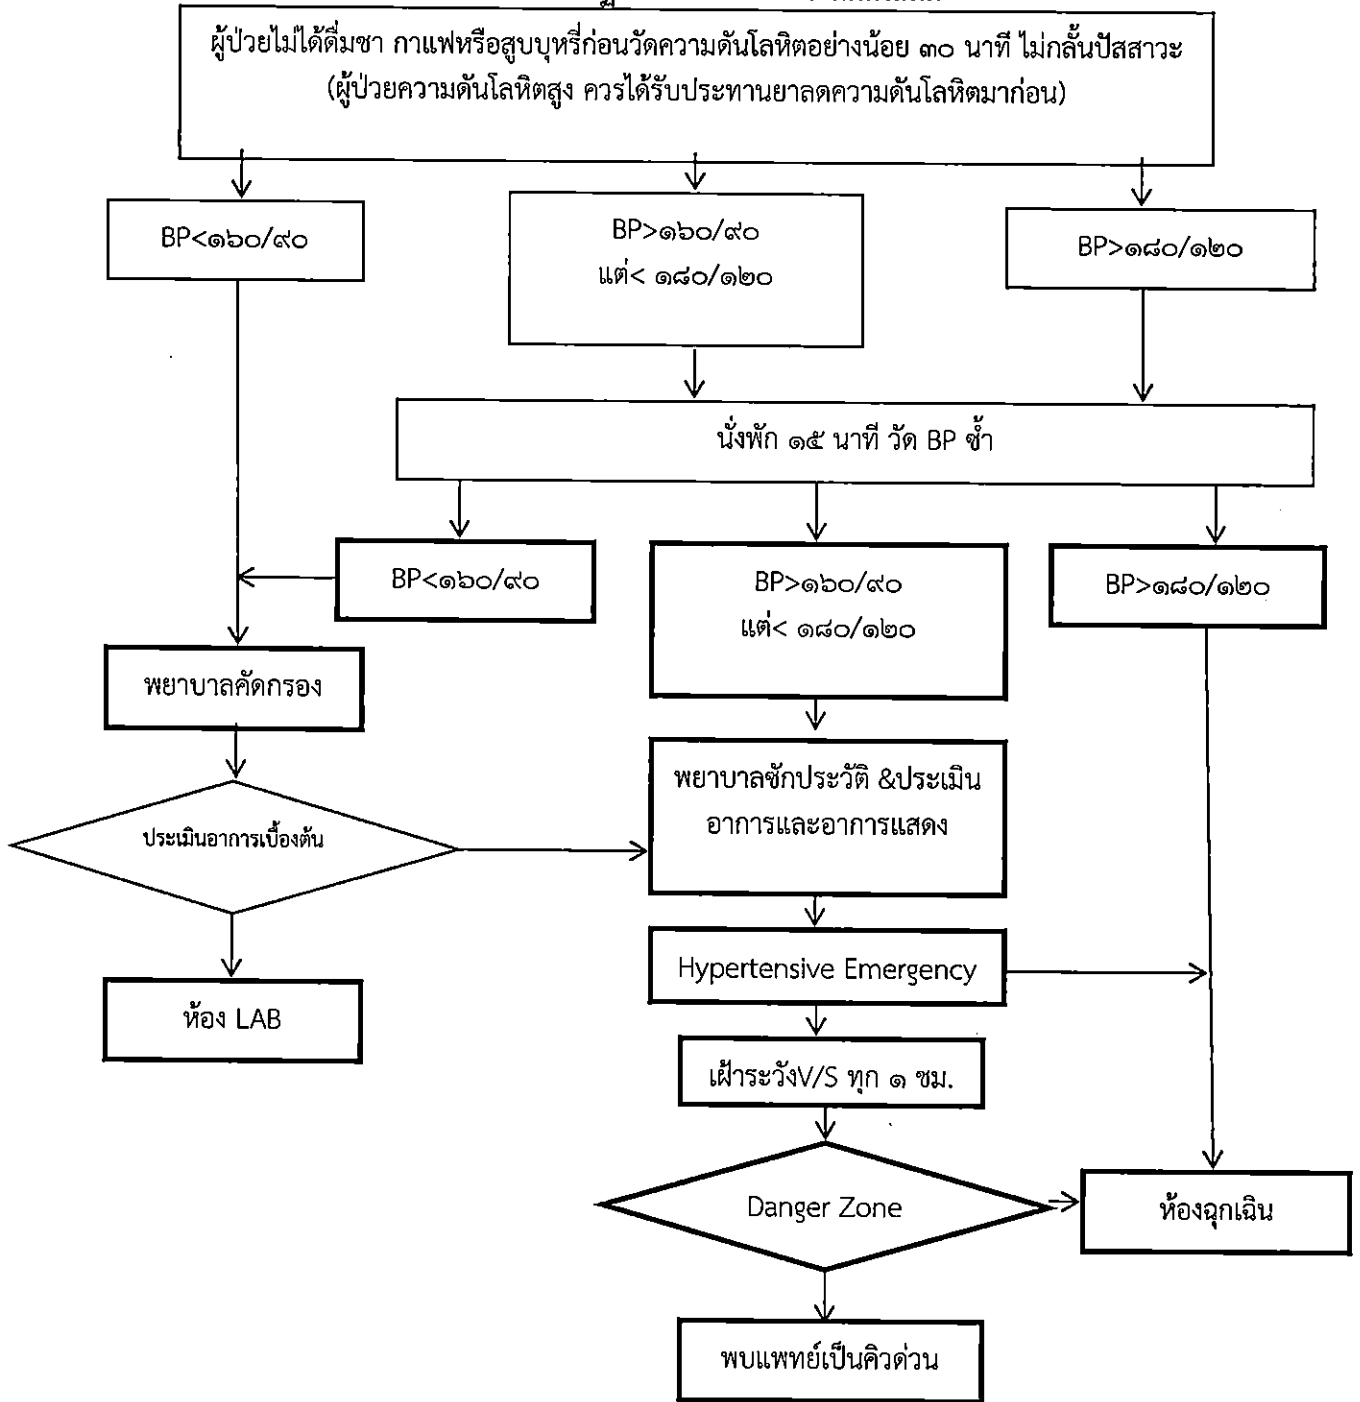 ผู้ป่วยไม่ได้ดื่มชา กาแฟหรือสูบบุหรี่ก่อนวัดความดันโลหิตอย่างน้อย ๓๐ นาที ไม่กลั้นปัสสาวะ
(ผู้ป่วยความดันโลหิตสูง ควรได้รับประทานยาลดความดันโลหิตมาก่อน)
BP<๑๖๐/๙๐
BP>๑๖๐/๙๐
แต่< ๑๘๐/๑๒๐
BP>๑๘๐/๑๒๐
นั่งพัก ๑๕ นาที วัด BP ซ้ำ
BP<๑๖๐/๙๐
BP>๑๖๐/๙๐
แต่< ๑๘๐/๑๒๐
BP>๑๘๐/๑๒๐
พยาบาลคัดกรอง
พยาบาลซักประวัติ &ประเมิน
อาการและอาการแสดง
ประเมินอาการเบื้องต้น
Hypertensive Emergency
ห้อง LAB
เฝ้าระวังV/S ทุก ๑ ชม.
Danger Zone
ห้องฉุกเฉิน
พบแพทย์เป็นคิวด่วน